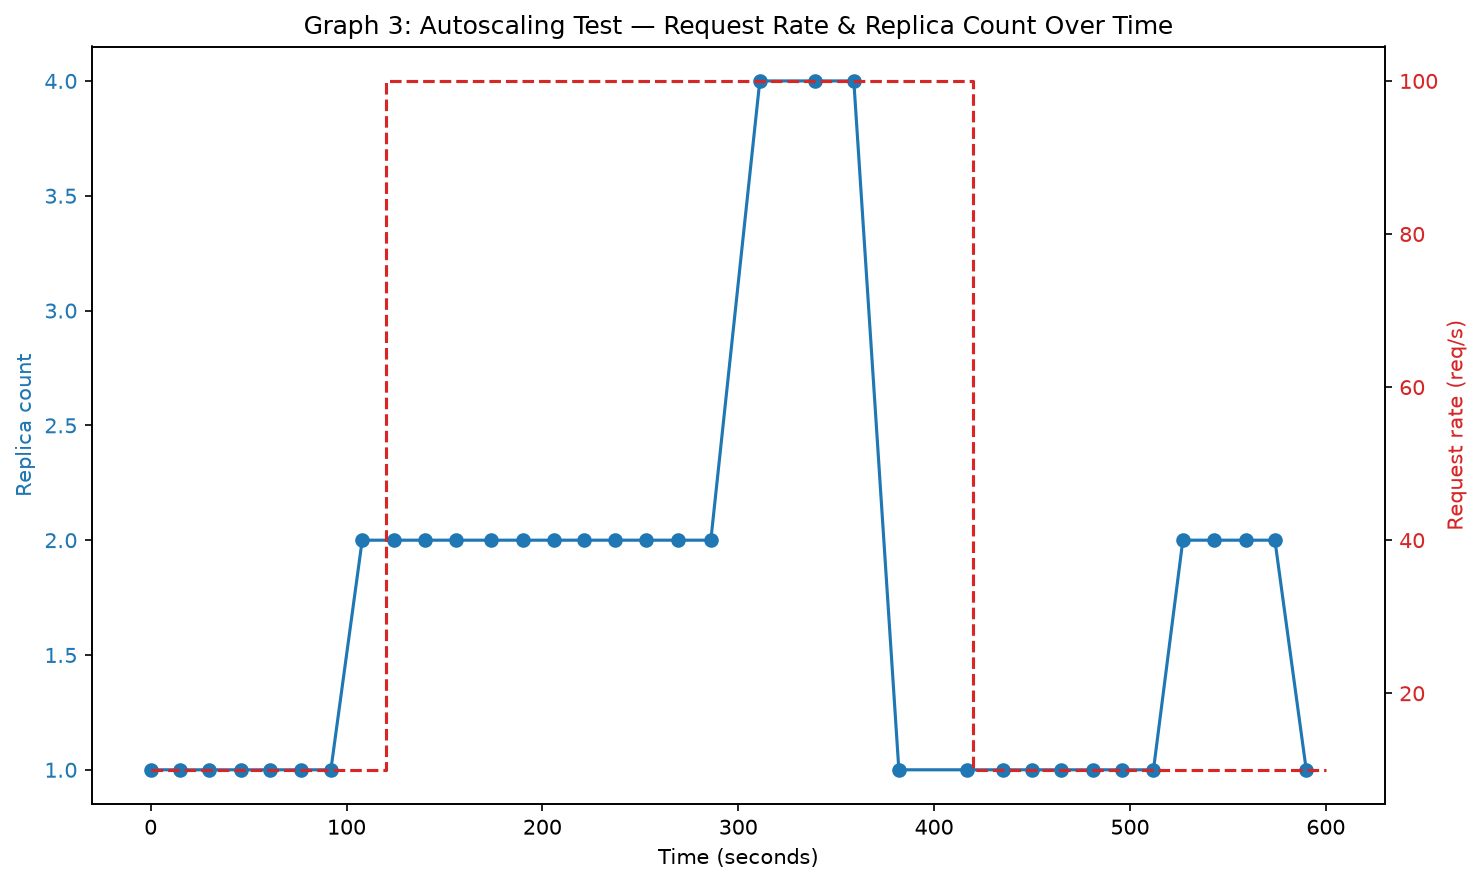 Graph 3: Autoscaling Test — Request Rate & Replica Count Over Time
Replica count
4.0
3.5
3.0
2.5
2.0
1.5
1.0
100
80
60
40
20
Request rate (req/s)
0 100 200 300 400 500 600
Time (seconds)